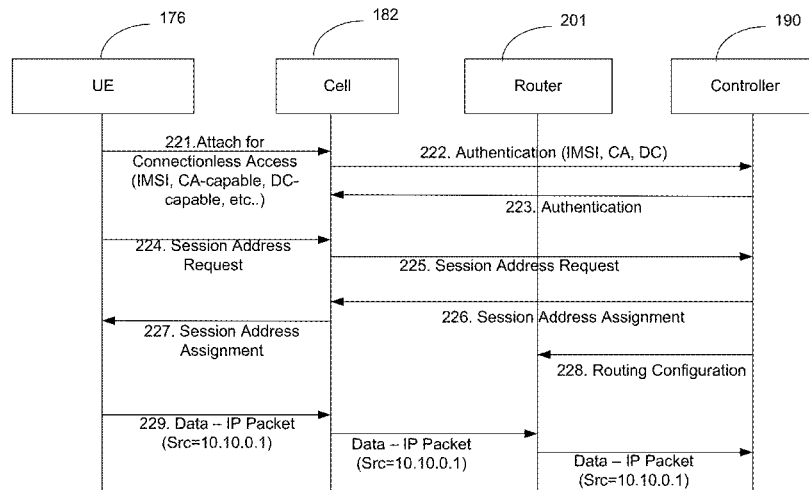 176
182
201
190
UE
Cell
Router
Controller
221.Attach for
Connectionless Access
(IMSI, CA-capable, DC-
capable, etc..)
222. Authentication (IMSI, CA, DC)
223. Authentication
224. Session Address
Request
225. Session Address Request
226. Session Address Assignment
227. Session Address
Assignment
228. Routing Configuration
229. Data – IP Packet
(Src=10.10.0.1)
Data – IP Packet
(Src=10.10.0.1)
Data – IP Packet
(Src=10.10.0.1)